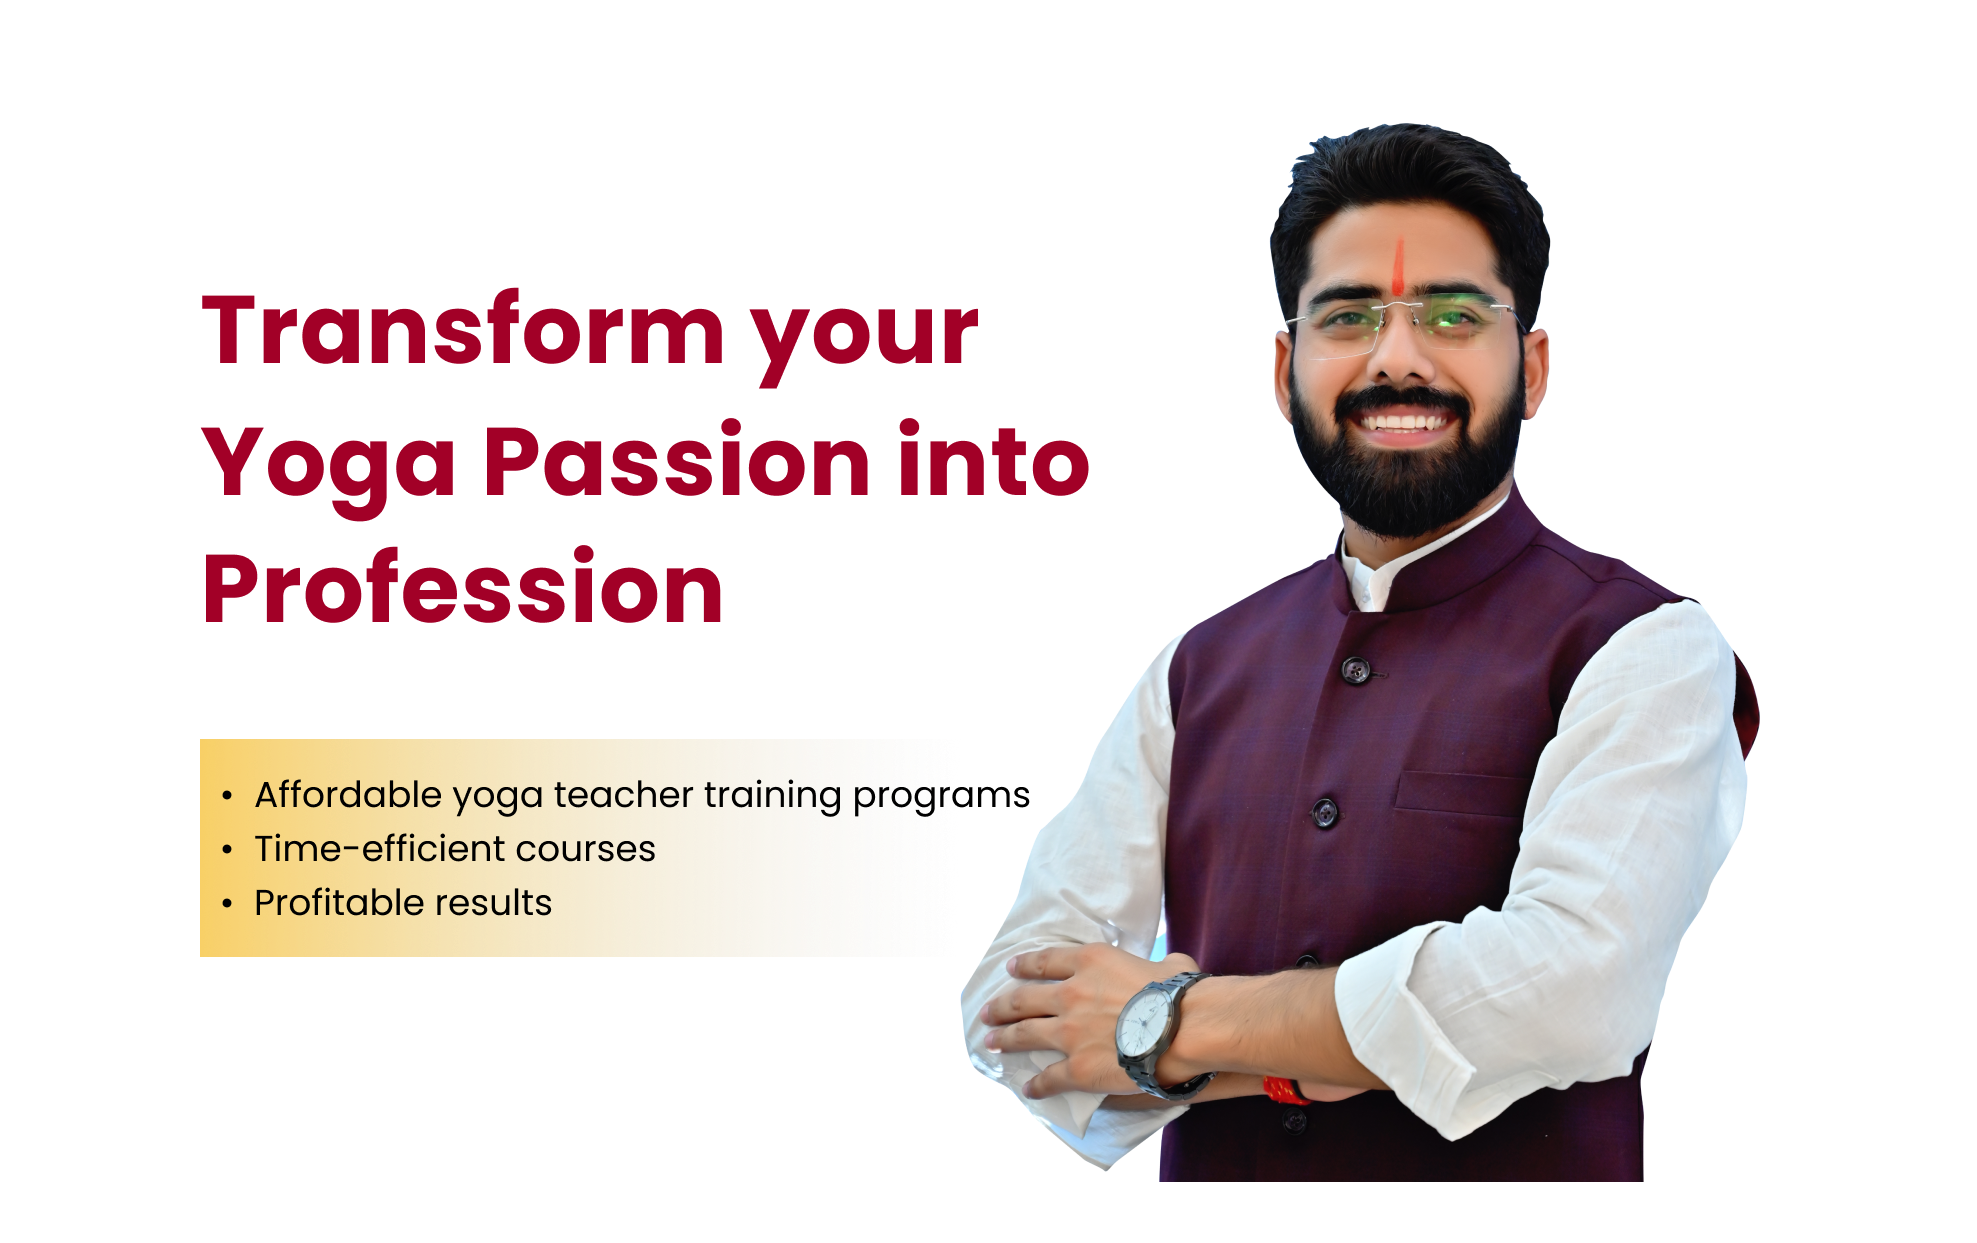 Transform your
Yoga Passion into
Profession
• Affordable yoga teacher training programs
• Time-efficient courses
• Profitable results